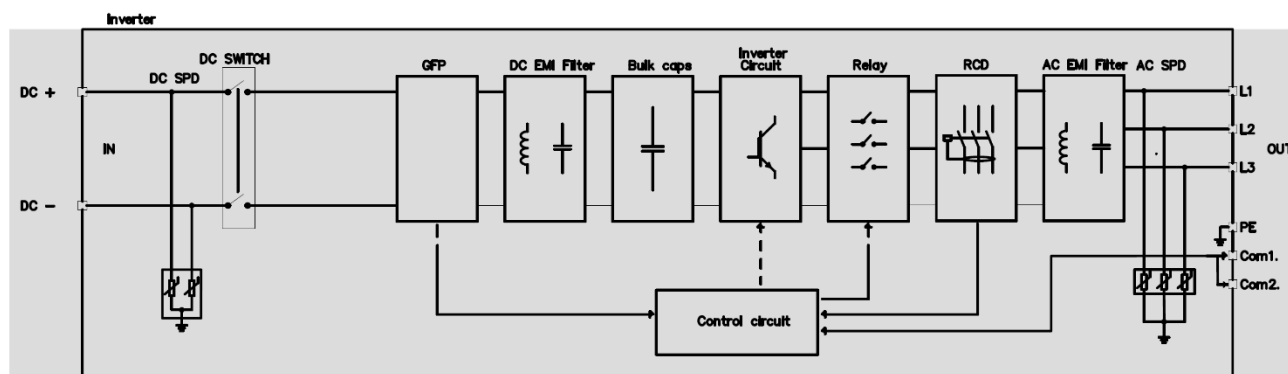 Inverter
DC SPD
DC SWITCH
GFP
DC EMI Filter
Bulk caps
Inverter
Circuit
Relay
RCD
AC EMI Filter
AC SPD
DC +
IN
DC -
L1
L2
OUT
L3
PE
Com1.
Com2.
Control circuit